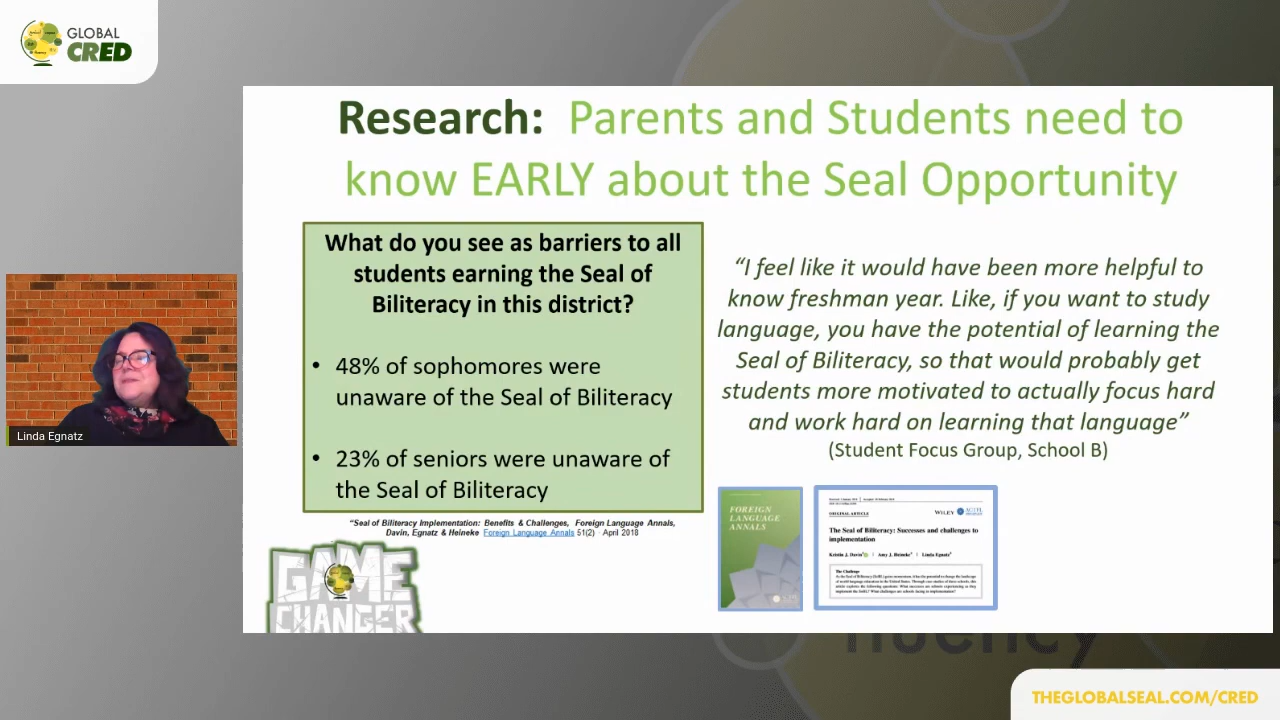 GLOBAL
CRED
Research: Parents and Students need to
know EARLY about the Seal Opportunity
What do you see as barriers to all
students earning the Seal of
Biliteracy in this district?
• 48% of sophomores were
unaware of the Seal of Biliteracy
• 23% of seniors were unaware of
the Seal of Biliteracy
“Seal of Biliteracy Implementation: Benefits & Challenges, Foreign Language Annals,
Davin, Egnatz & Heineke Foreign Language Annals 51(2) · April 2018
“I feel like it would have been more helpful to
know freshman year. Like, if you want to study
language, you have the potential of learning the
Seal of Biliteracy, so that would probably get
students more motivated to actually focus hard
and work hard on learning that language”
(Student Focus Group, School B)
FOREIGN
LANGUAGE
ANNALS
ORIGINAL ARTICLE
WILEY
The Seal of Biliteracy: Successes and challenges to
implementation
Kristin J. Davin | Amy J. Heineke | Linda Egnatz
The Challenge
GAME
CHANGER
Linda Egnatz
fluency
THEGLOBALSEAL.COM/CRED